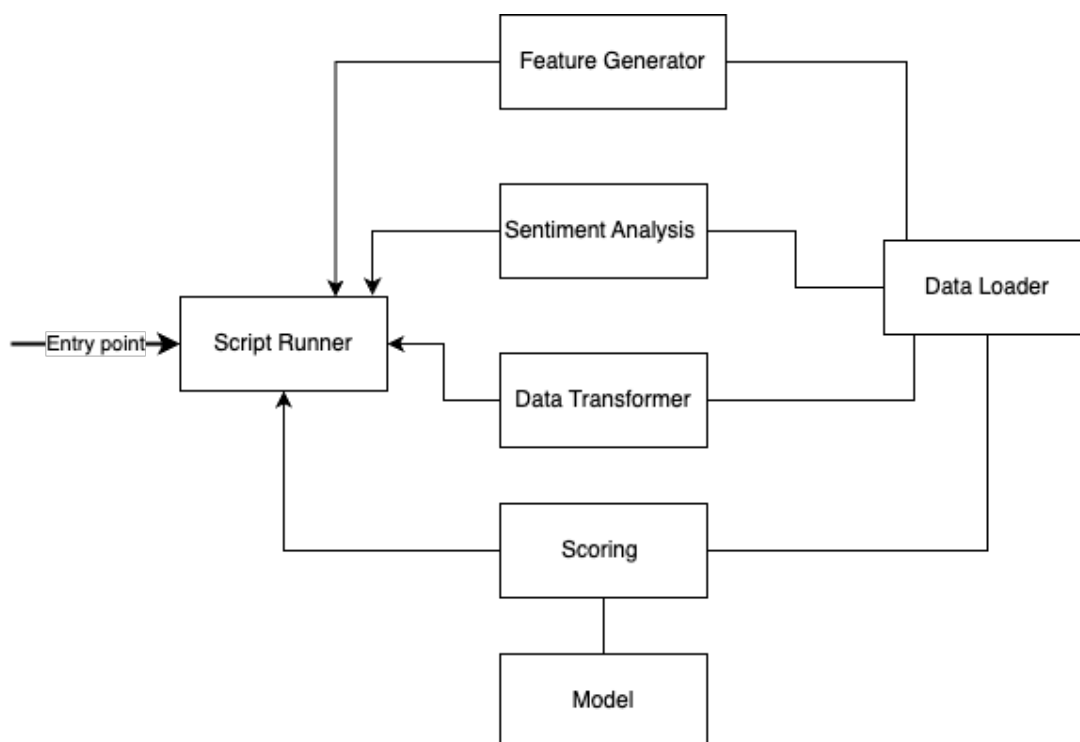 Feature Generator
Sentiment Analysis
Data Loader
Entry point
Script Runner
Data Transformer
Scoring
Model